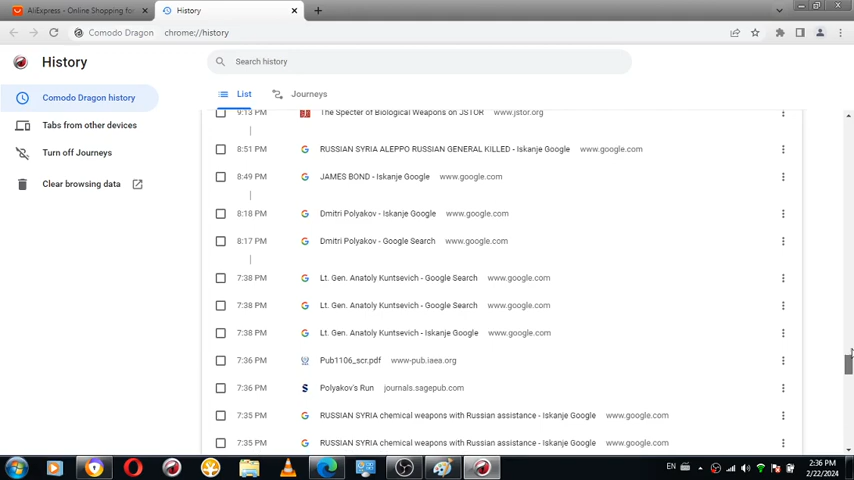 AliExpress - Online Shopping for
History
Comodo Dragon
chrome://history
History
Search history
List
Journeys
Comodo Dragon history
Tabs from other devices
Turn off Journeys
Clear browsing data
9:13 PM The Specter of Biological Weapons on JSTOR www.jstor.org
8:51 PM RUSSIAN SYRIA ALEPPO RUSSIAN GENERAL KILLED - Iskanje Google www.google.com
8:49 PM JAMES BOND - Iskanje Google www.google.com
8:18 PM Dmitri Polyakov - Iskanje Google www.google.com
8:17 PM Dmitri Polyakov - Google Search www.google.com
7:38 PM Lt. Gen. Anatoly Kuntsevich - Google Search www.google.com
7:38 PM Lt. Gen. Anatoly Kuntsevich - Google Search www.google.com
7:38 PM Lt. Gen. Anatoly Kuntsevich - Iskanje Google www.google.com
7:36 PM Pub1106_scr.pdf www-pub.iaea.org
7:36 PM Polyakov's Run journals.sagepub.com
7:35 PM RUSSIAN SYRIA chemical weapons with Russian assistance - Iskanje Google www.google.com
7:35 PM RUSSIAN SYRIA chemical weapons with Russian assistance - Iskanje Google www.google.com
EN
2:36 PM
2/22/2024